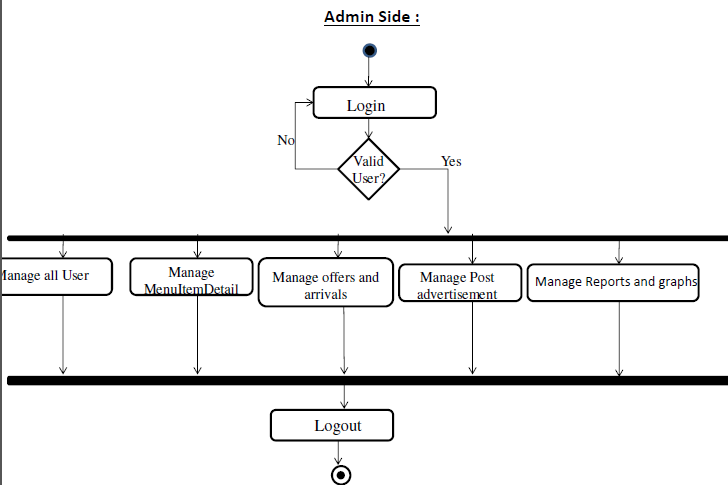 Admin Side :
Login
No
Valid
User?
Yes
Manage all User
Manage
MenuItemDetail
Manage offers and
arrivals
Manage Post
advertisement
Manage Reports and graphs
Logout